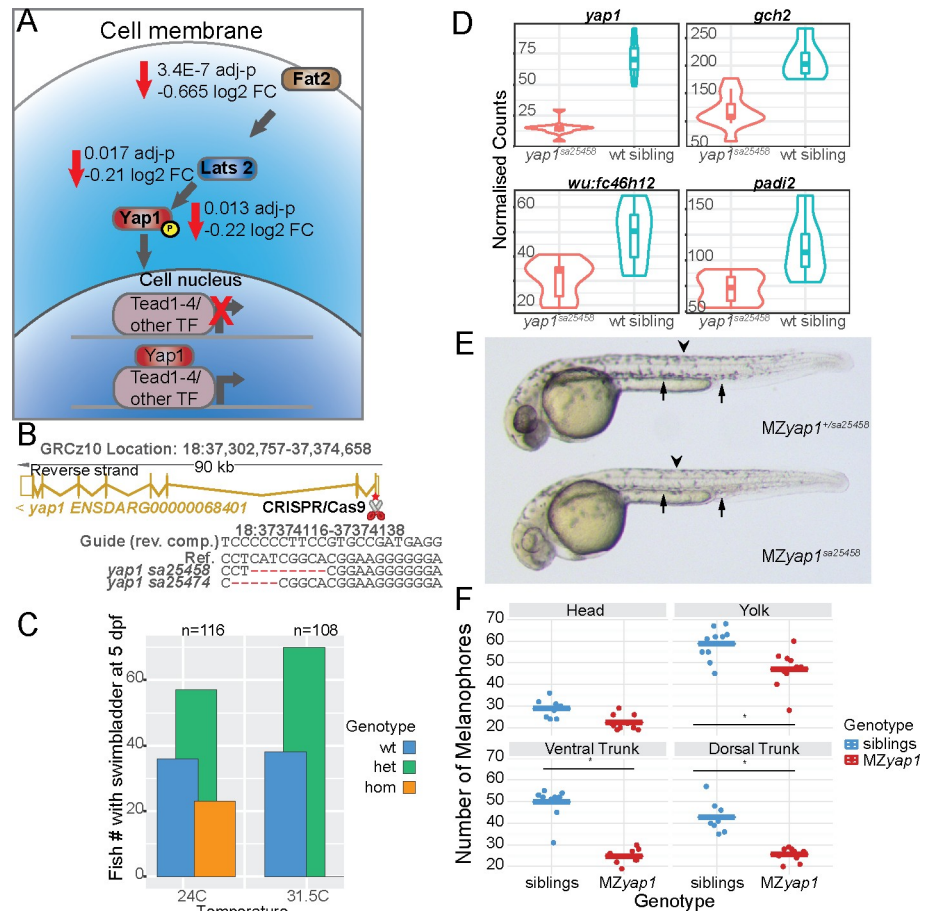 A
Cell membrane
3.4E-7 adj-p
-0.665 log2 FC
Fat2
0.017 adj-p
-0.21 log2 FC
Lats 2
Yap1
P
0.013 adj-p
-0.22 log2 FC
Cell nucleus
Tead1-4/
other TF
X
Yap1
Tead1-4/
other TF
B
GRCz10 Location: 18:37,302,757-37,374,658
Reverse strand
90 kb
< yap1 ENSDARG00000068401
CRISPR/Cas9
18:37374116-37374138
Guide (rev. comp.) TCCCCCCTTCCGTGCCGATGAGG
Ref. CCTCATCGGCACGGAAGGGGGGA
yap1 sa25458 CCT--------CGGAAGGGGGGA
yap1 sa25474 C-----CGGCACGGAAGGGGGGA
C
n=116
n=108
Fish # with swimbladder at 5 dpf
60
40
20
0
24C
31.5C
Temperature
Genotype
wt
het
hom
D
Normalised Counts
yap1
75
50
25
yap1sa25458
wt sibling
gch2
250
200
150
100
50
yap1sa25458
wt sibling
wu:fc46h12
60
40
20
yap1sa25458
wt sibling
padi2
150
100
50
yap1sa25458
wt sibling
E
MZyap1+/sa25458
MZyap1sa25458
F
Number of Melanophores
Head
Yolk
70
60
50
40
30
20
*
Ventral Trunk
Dorsal Trunk
70
60
50
40
30
20
*
*
siblings
MZyap1
siblings
MZyap1
Genotype
Genotype
siblings
MZyap1